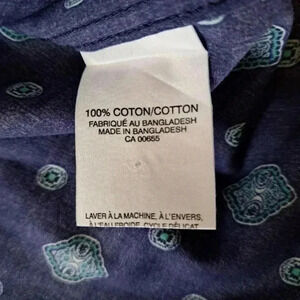 100% COTON/COTTON
FABRIQUÉ AU BANGLADESH
MADE IN BANGLADESH
CA 00655
LAVER À LA MACHINE, À L'ENVERS,
À L'EAU FROIDE, CYCLE DÉLICAT